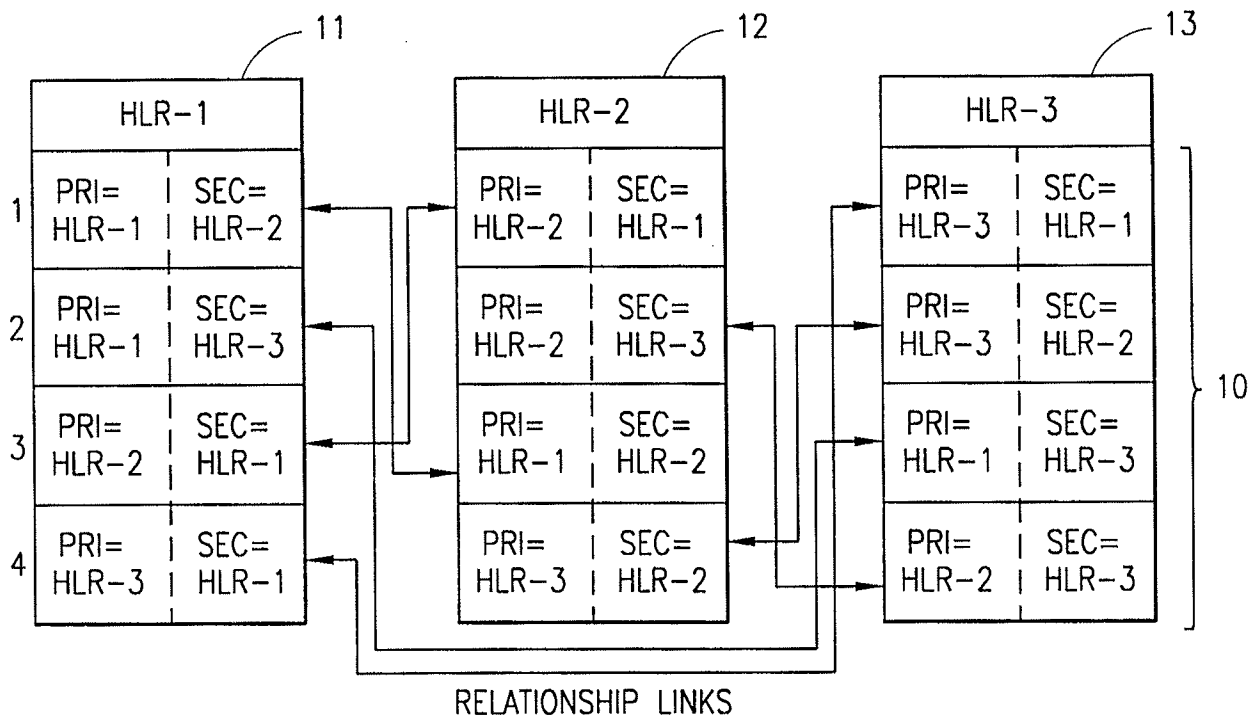 11
12
13
HLR-1
HLR-2
HLR-3
1
PRI=
HLR-1
SEC=
HLR-2
PRI=
HLR-2
SEC=
HLR-1
PRI=
HLR-3
SEC=
HLR-1
2
PRI=
HLR-1
SEC=
HLR-3
PRI=
HLR-2
SEC=
HLR-3
PRI=
HLR-3
SEC=
HLR-2
3
PRI=
HLR-2
SEC=
HLR-1
PRI=
HLR-1
SEC=
HLR-2
PRI=
HLR-1
SEC=
HLR-3
4
PRI=
HLR-3
SEC=
HLR-1
PRI=
HLR-3
SEC=
HLR-2
PRI=
HLR-2
SEC=
HLR-3
10
RELATIONSHIP LINKS